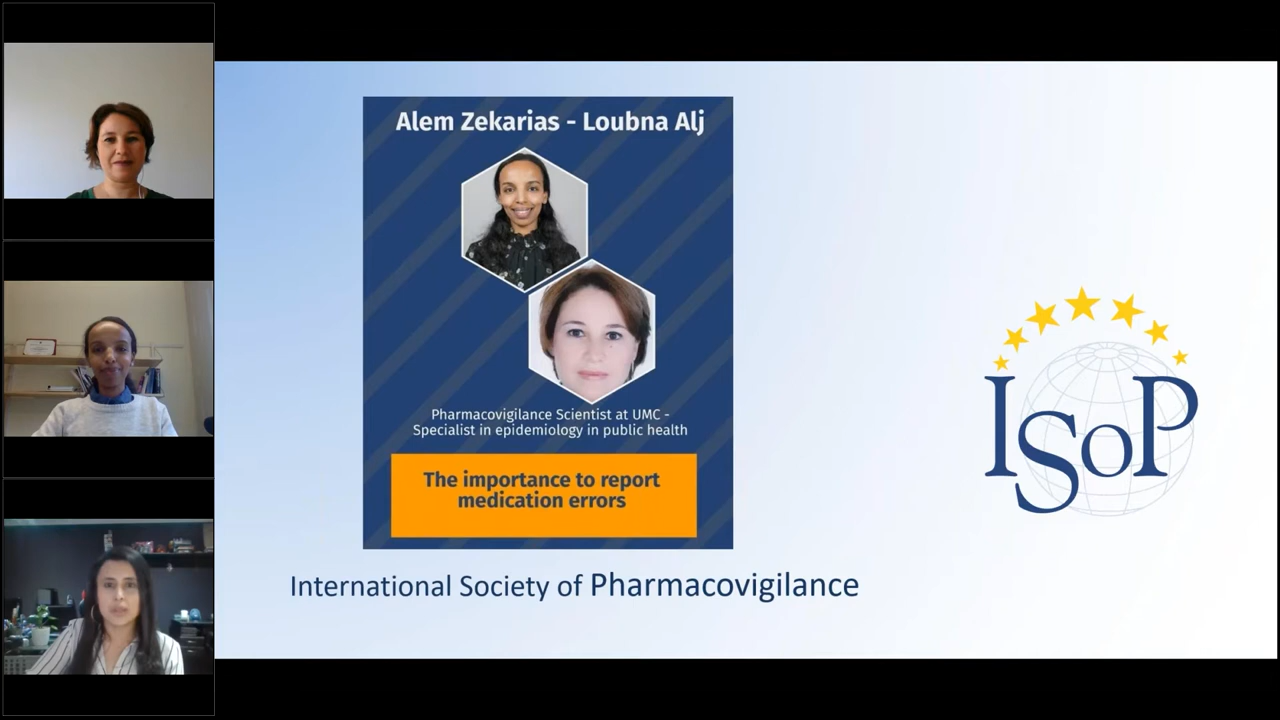 Alem Zekarias - Loubna Alj
Pharmacovigilance Scientist at UMC -
Specialist in epidemiology in public health
The importance to report
medication errors
International Society of Pharmacovigilance
ISoP